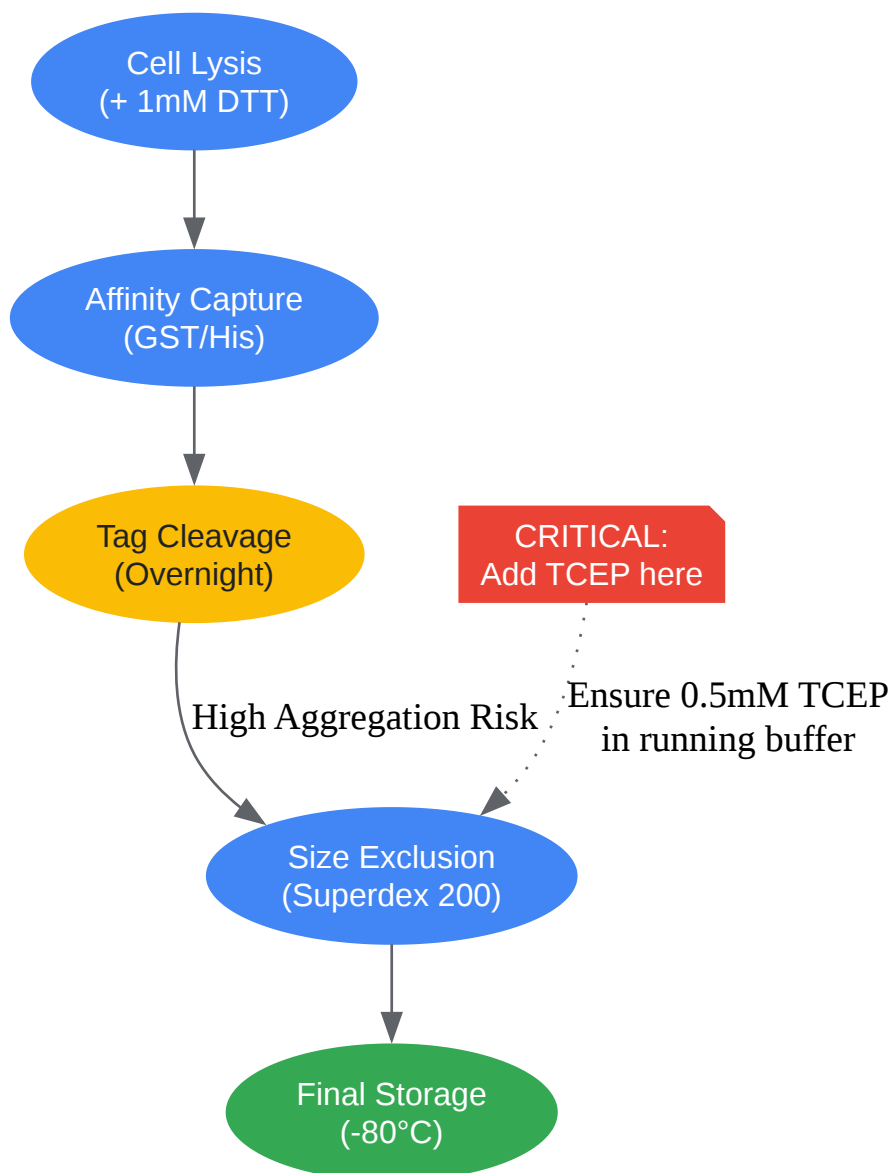 Cell Lysis
(+ 1mM DTT)
Affinity Capture
(GST/His)
Tag Cleavage
(Overnight)
CRITICAL:
Add TCEP here
High Aggregation Risk
Ensure 0.5mM TCEP
in running buffer
Size Exclusion
(Superdex 200)
Final Storage
(-80°C)